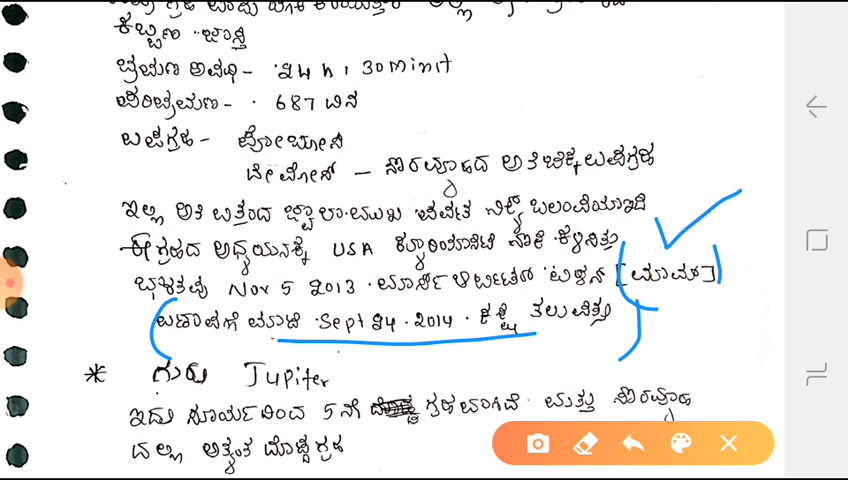 ಕಬ್ಬಿಣ ಜಾಸ್ತಿ
ಭ್ರಮಣ ಅವಧಿ - 24 h, 30 minit
ಪರಿಭ್ರಮಣ - 687 ದಿನ
ಉಪಗ್ರಹ - ಪೋಬೋಸ
ಡೇಮೋಸ್ - ಸೌರವ್ಯೂಹದ ಅತಿ ಚಿಕ್ಕ ಉಪಗ್ರಹ
ಇಲ್ಲಿ ಅತಿ ಎತ್ತರದ ಜ್ವಾಲಾಮುಖಿ ಪರ್ವತ ನಿಕ್ಸ್ ಒಲಂಪಿಯಾ ಇದೆ
ಈ ಗ್ರಹದ ಅಧ್ಯಯನಕ್ಕೆ USA ಕ್ಯೂರಿಯಾಸಿಟಿ ನೌಕೆ ಕಳಿಸಿತ್ತು
ಭಾರತವು Nov 5 2013 . ಮಾರ್ಸ್ ಆರ್ಬಿಟರ್ ಮಿಷನ್ [ಮಾಮ್]
ಉಡಾವಣೆ ಮಾಡಿ . Sept 24 . 2014 . ಕಕ್ಷೆ ತಲುಪಿತ್ತು
* ಗುರು Jupiter
ಇದು ಸೂರ್ಯನಿಂದ 5ನೇ ಗ್ರಹವಾಗಿದೆ ಮತ್ತು ಸೌರವ್ಯೂಹ
ದಲ್ಲಿ ಅತ್ಯಂತ ದೊಡ್ಡ ಗ್ರಹ